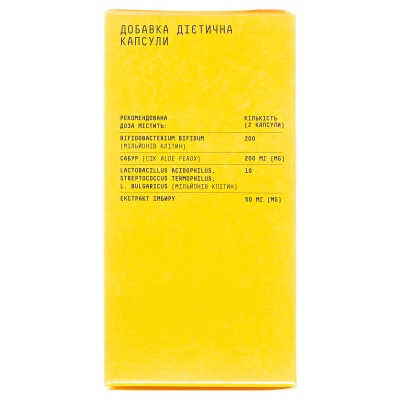 ДОБАВКА ДІЄТИЧНА
КАПСУЛИ
РЕКОМЕНДОВАНА КІЛЬКІСТЬ
ДОЗА МІСТИТЬ: (2 КАПСУЛИ)
BIFIDOBACTERIUM BIFIDUM 200
(МІЛЬЙОНІВ КЛІТИН)
САБУР (СІК ALOE FEROX) 200 МГ (MG)
LACTOBACILLUS ACIDOPHILUS, 10
STREPTOCOCCUS TERMOPHILUS,
L. BULGARICUS (МІЛЬЙОНІВ КЛІТИН)
ЕКСТРАКТ ІМБИРУ 50 МГ (MG)